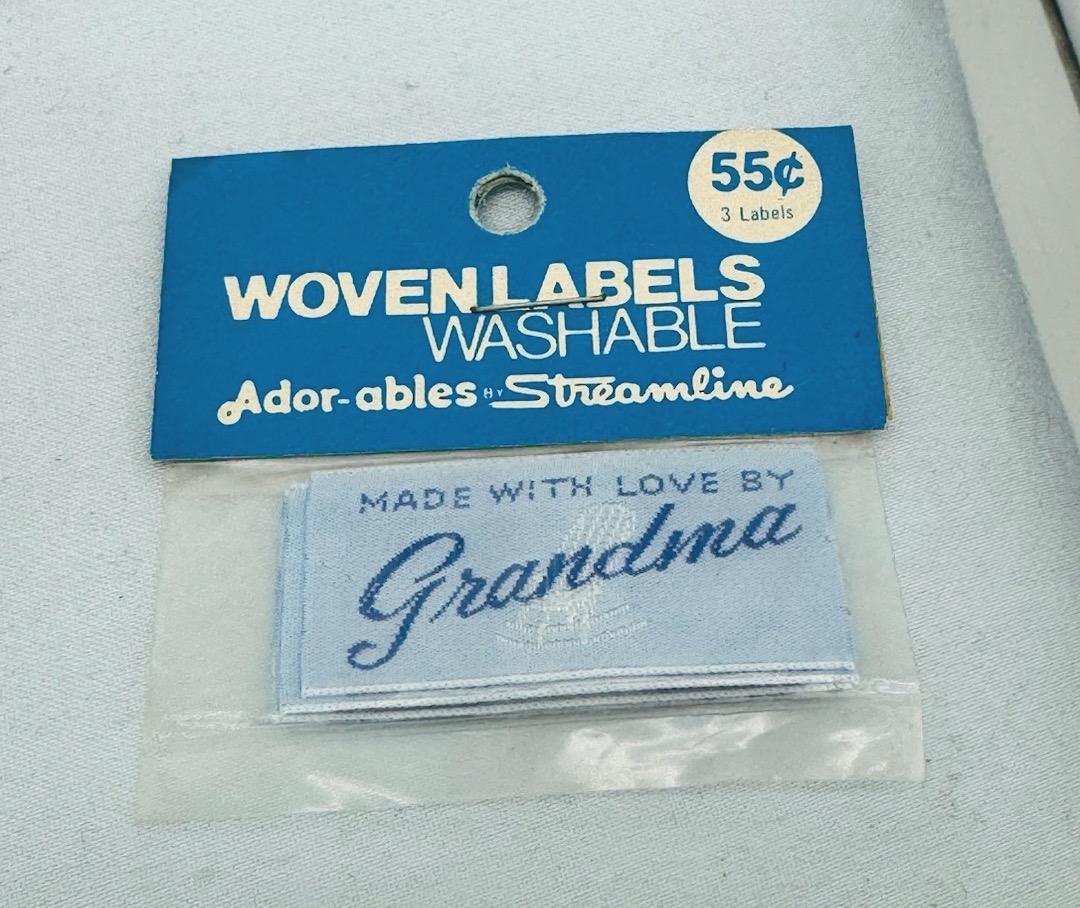 55¢
3 Labels
WOVEN LABELS
WASHABLE
Ador-ables BY Streamline
MADE WITH LOVE BY
Grandma